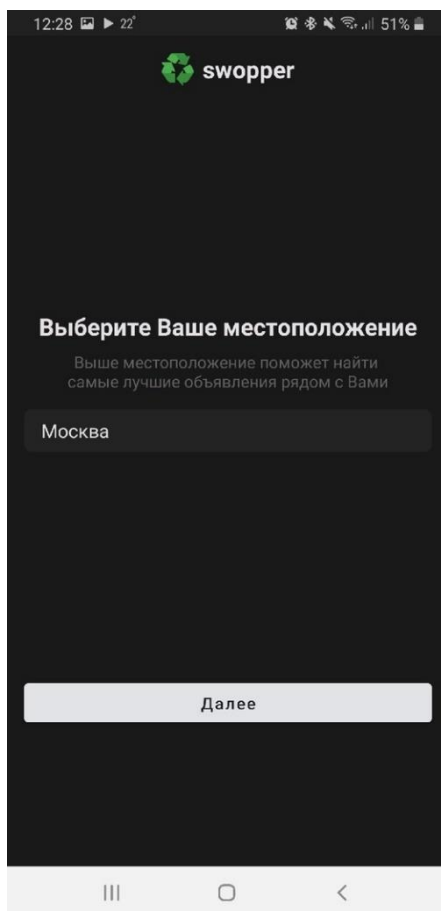 12:28 22° 51%
swopper
Выберите Ваше местоположение
Выше местоположение поможет найти
самые лучшие объявления рядом с Вами
Москва
Далее